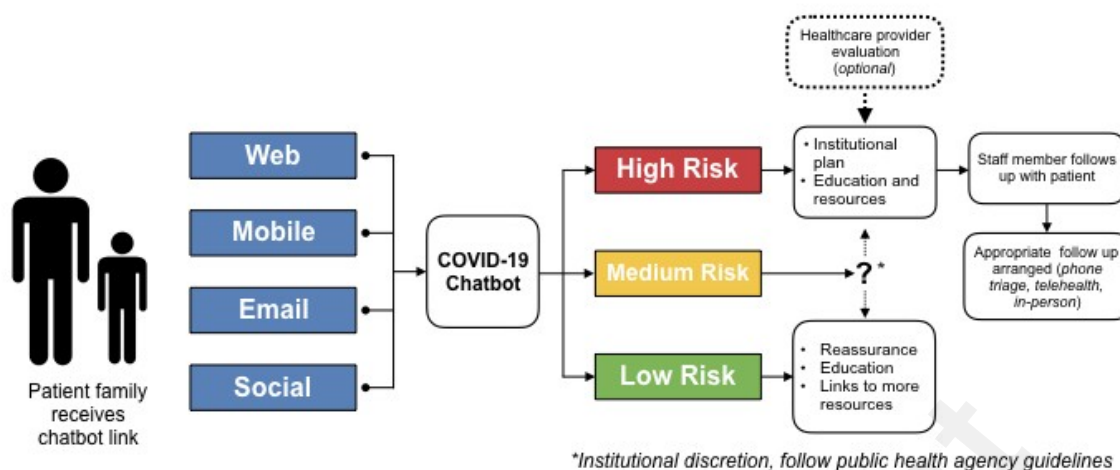 Healthcare provider
evaluation
(optional)
Web
Mobile
Email
Social
Patient family
receives
chatbot link
COVID-19
Chatbot
High Risk
Medium Risk
Low Risk
• Institutional
plan
• Education and
resources
?*
• Reassurance
• Education
• Links to more
resources
Staff member follows
up with patient
Appropriate follow up
arranged (phone
triage, telehealth,
in-person)
*Institutional discretion, follow public health agency guidelines